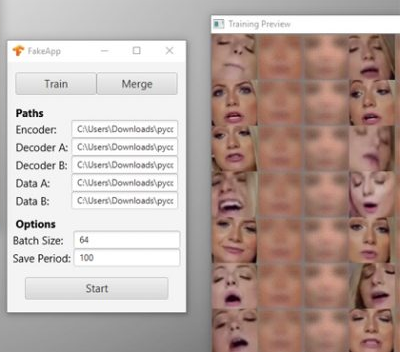 FakeApp
Training Preview
Train
Merge
Paths
Encoder: C:\Users\Downloads\pycc
Decoder A: C:\Users\Downloads\pycc
Decoder B: C:\Users\Downloads\pycc
Data A: C:\Users\Downloads\pycc
Data B: C:\Users\Downloads\pycc
Options
Batch Size: 64
Save Period: 100
Start